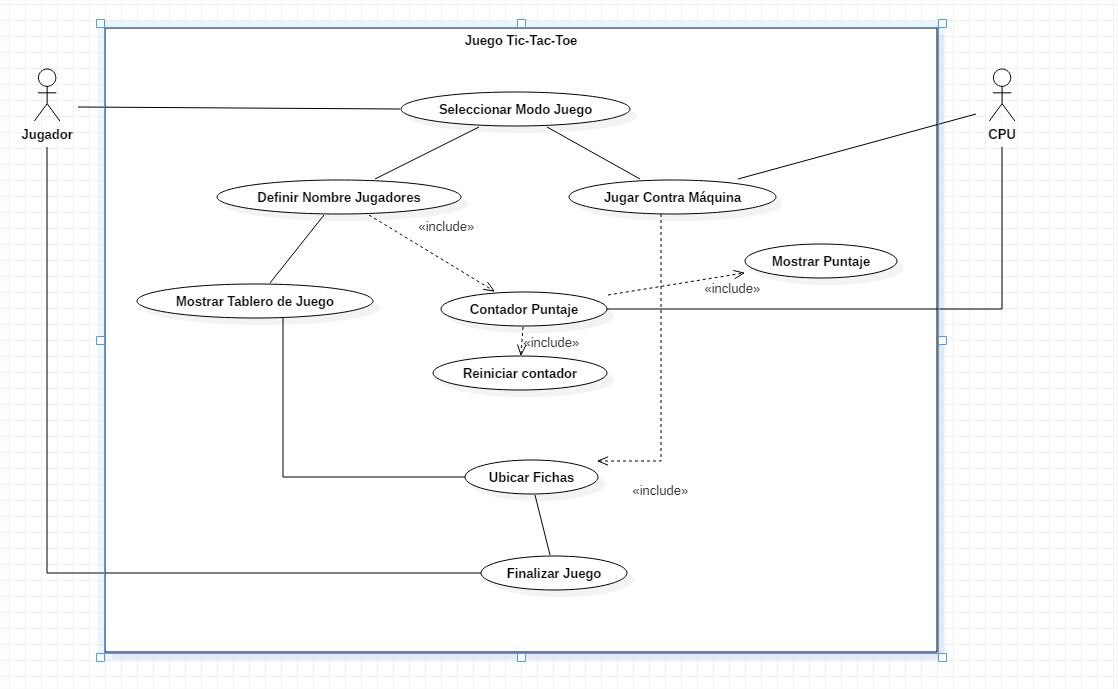 Juego Tic-Tac-Toe
Jugador
Seleccionar Modo Juego
CPU
Definir Nombre Jugadores
Jugar Contra Máquina
«include»
Mostrar Puntaje
«include»
Mostrar Tablero de Juego
Contador Puntaje
«include»
Reiniciar contador
Ubicar Fichas
«include»
Finalizar Juego